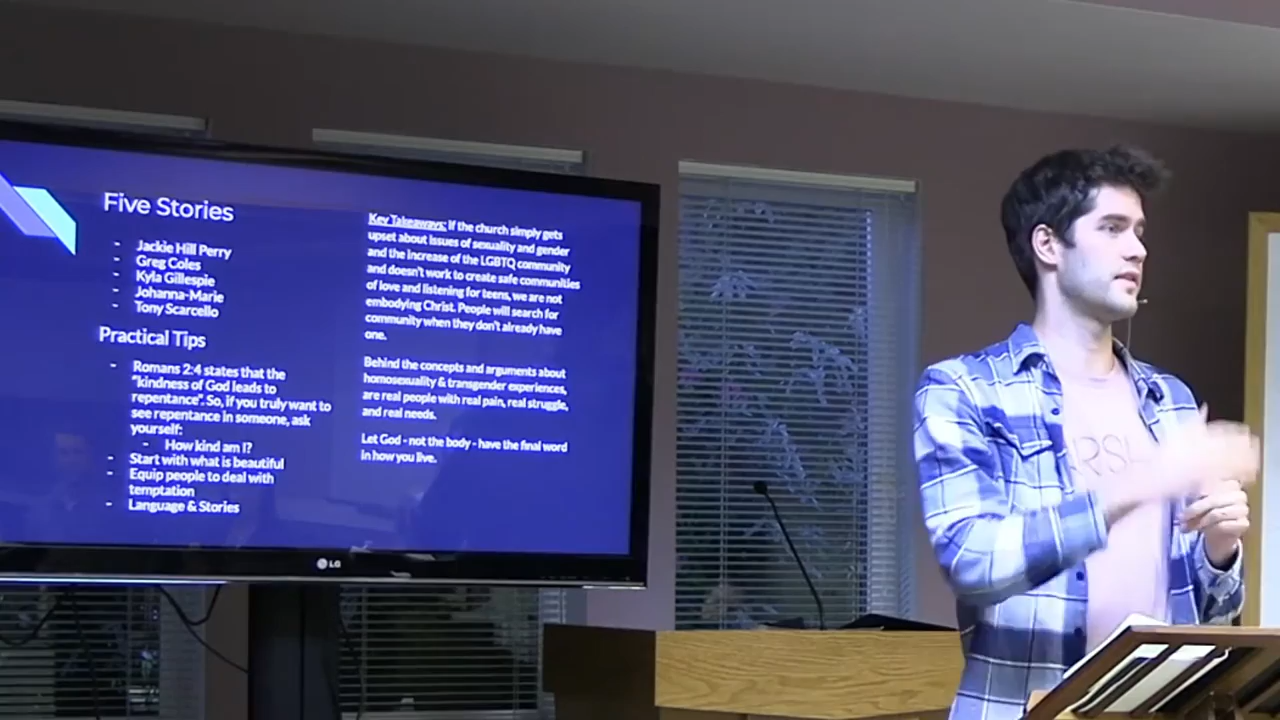 Five Stories
- Jackie Hill Perry
- Greg Coles
- Kyla Gillespie
- Johanna-Marie
- Tony Scarcello
Practical Tips
- Romans 2:4 states that the
"kindness of God leads to
repentance". So, if you truly want to
see repentance in someone, ask
yourself:
- How kind am I?
- Start with what is beautiful
- Equip people to deal with
temptation
- Language & Stories
Key Takeaways: If the church simply gets
upset about issues of sexuality and gender
and the increase of the LGBTQ community
and doesn't work to create safe communities
of love and listening for teens, we are not
embodying Christ. People will search for
community when they don't already have
one.
Behind the concepts and arguments about
homosexuality & transgender experiences,
are real people with real pain, real struggle,
and real needs.
Let God - not the body - have the final word
in how you live.
LG